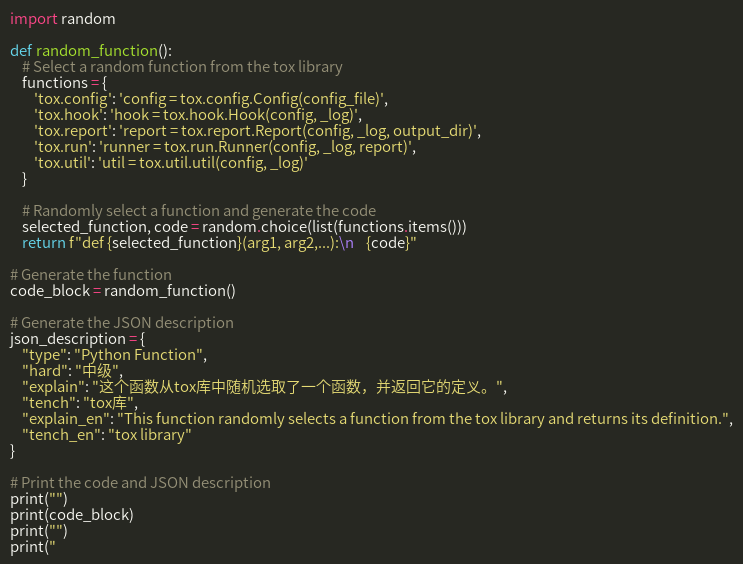 import random

def random_function():
    # Select a random function from the tox library
    functions = {
        'tox.config': 'config = tox.config.Config(config_file)',
        'tox.hook': 'hook = tox.hook.Hook(config, _log)',
        'tox.report': 'report = tox.report.Report(config, _log, output_dir)',
        'tox.run': 'runner = tox.run.Runner(config, _log, report)',
        'tox.util': 'util = tox.util.util(config, _log)'
    }

    # Randomly select a function and generate the code
    selected_function, code = random.choice(list(functions.items()))
    return f"def {selected_function}(arg1, arg2,...):\n    {code}"

# Generate the function
code_block = random_function()

# Generate the JSON description
json_description = {
    "type": "Python Function",
    "hard": "中级",
    "explain": "这个函数从tox库中随机选取了一个函数，并返回它的定义。",
    "tench": "tox库",
    "explain_en": "This function randomly selects a function from the tox library and returns its definition.",
    "tench_en": "tox library"
}

# Print the code and JSON description
print("")
print(code_block)
print("")
print("